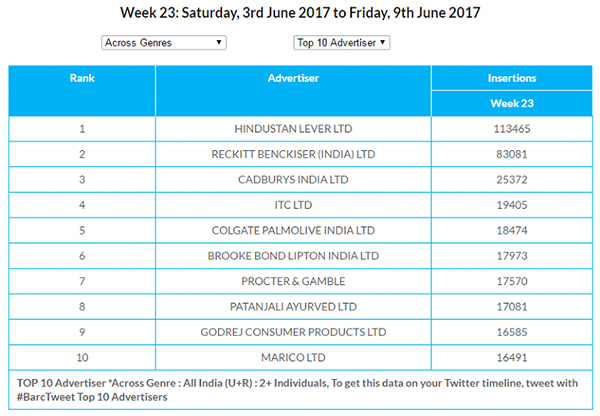 Week 23: Saturday, 3rd June 2017 to Friday, 9th June 2017
Across Genres Top 10 Advertiser
Rank Advertiser Insertions
Week 23
1 HINDUSTAN LEVER LTD 113465
2 RECKITT BENCKISER (INDIA) LTD 83081
3 CADBURYS INDIA LTD 25372
4 ITC LTD 19405
5 COLGATE PALMOLIVE INDIA LTD 18474
6 BROOKE BOND LIPTON INDIA LTD 17973
7 PROCTER & GAMBLE 17570
8 PATANJALI AYURVED LTD 17081
9 GODREJ CONSUMER PRODUCTS LTD 16585
10 MARICO LTD 16491
TOP 10 Advertiser *Across Genre : All India (U+R) : 2+ Individuals, To get this data on your Twitter timeline, tweet with
#BarcTweet Top 10 Advertisers